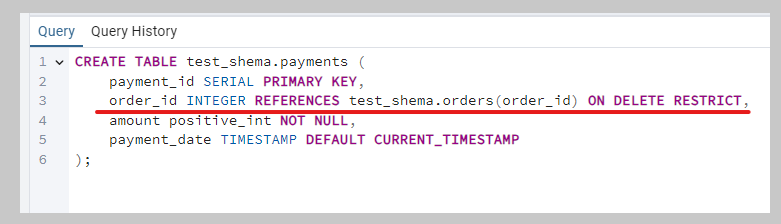 Query Query History
1 CREATE TABLE test_shema.payments (
2 payment_id SERIAL PRIMARY KEY,
3 order_id INTEGER REFERENCES test_shema.orders(order_id) ON DELETE RESTRICT,
4 amount positive_int NOT NULL,
5 payment_date TIMESTAMP DEFAULT CURRENT_TIMESTAMP
6 );